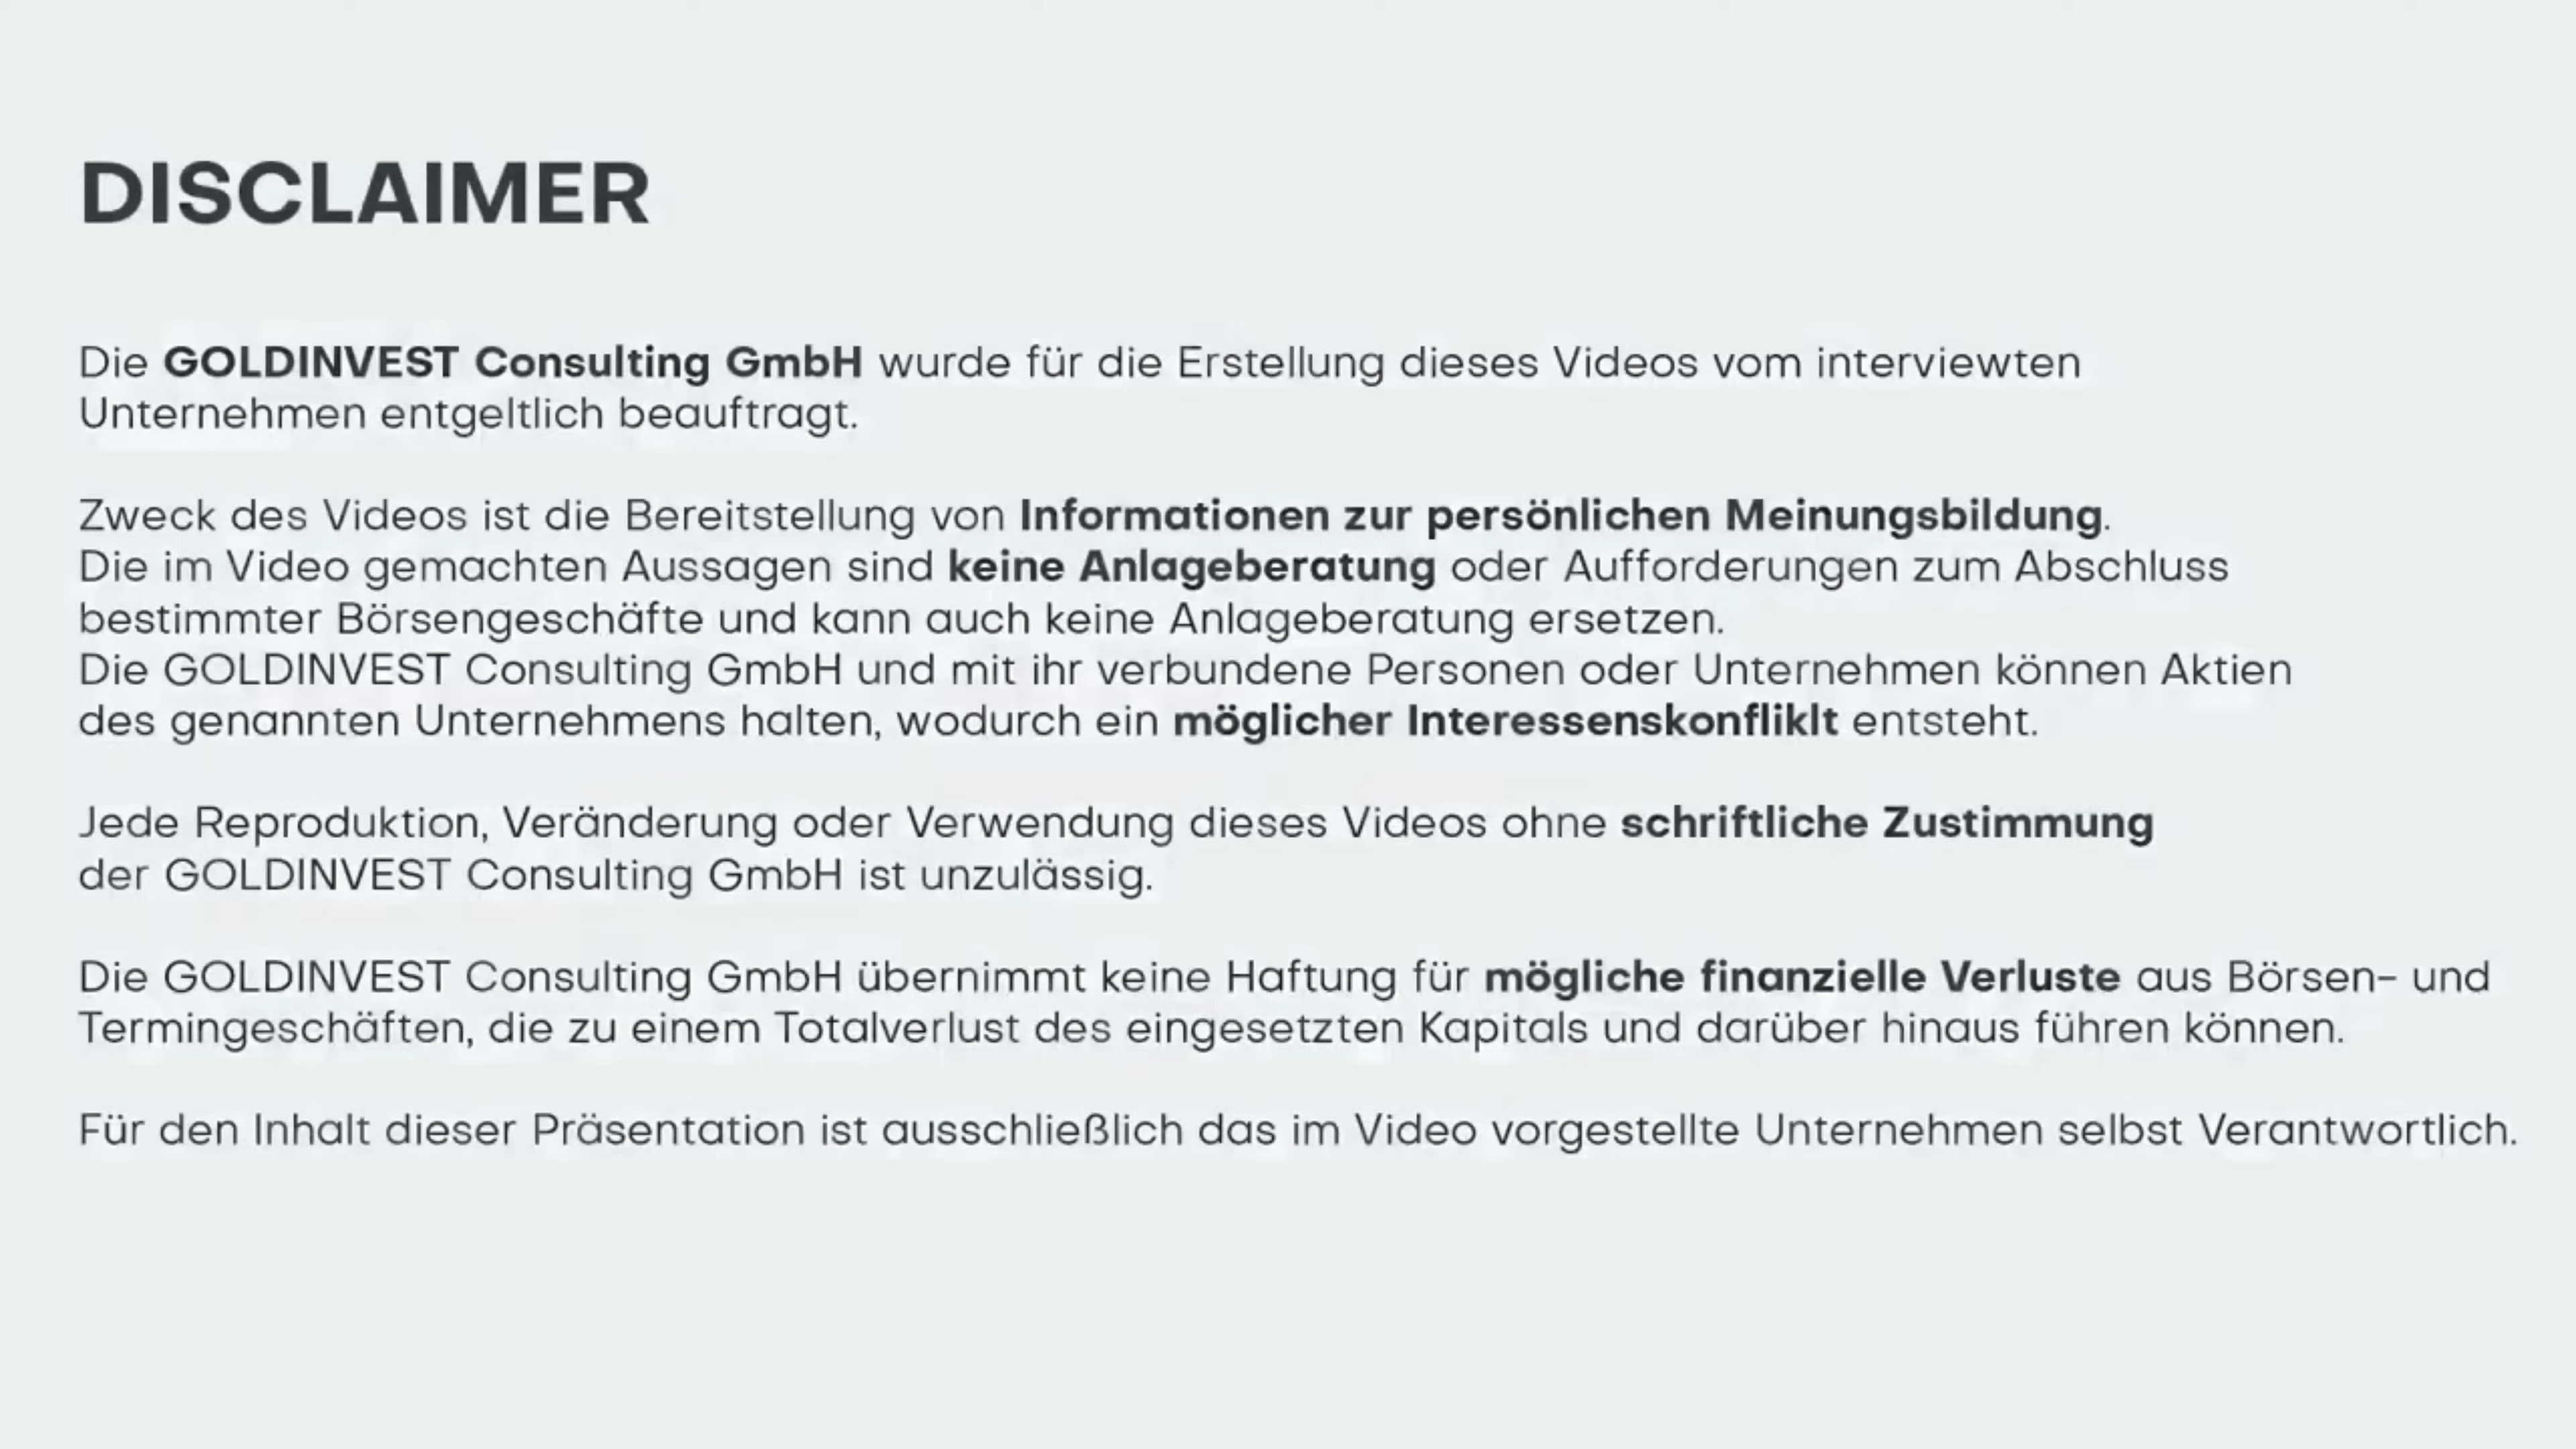 DISCLAIMER
Die GOLDINVEST Consulting GmbH wurde für die Erstellung dieses Videos vom interviewten
Unternehmen entgeltlich beauftragt.
Zweck des Videos ist die Bereitstellung von Informationen zur persönlichen Meinungsbildung.
Die im Video gemachten Aussagen sind keine Anlageberatung oder Aufforderungen zum Abschluss
bestimmter Börsengeschäfte und kann auch keine Anlageberatung ersetzen.
Die GOLDINVEST Consulting GmbH und mit ihr verbundene Personen oder Unternehmen können Aktien
des genannten Unternehmens halten, wodurch ein möglicher Interessenskonfliklt entsteht.
Jede Reproduktion, Veränderung oder Verwendung dieses Videos ohne schriftliche Zustimmung
der GOLDINVEST Consulting GmbH ist unzulässig.
Die GOLDINVEST Consulting GmbH übernimmt keine Haftung für mögliche finanzielle Verluste aus Börsen- und
Termingeschäften, die zu einem Totalverlust des eingesetzten Kapitals und darüber hinaus führen können.
Für den Inhalt dieser Präsentation ist ausschließlich das im Video vorgestellte Unternehmen selbst Verantwortlich.